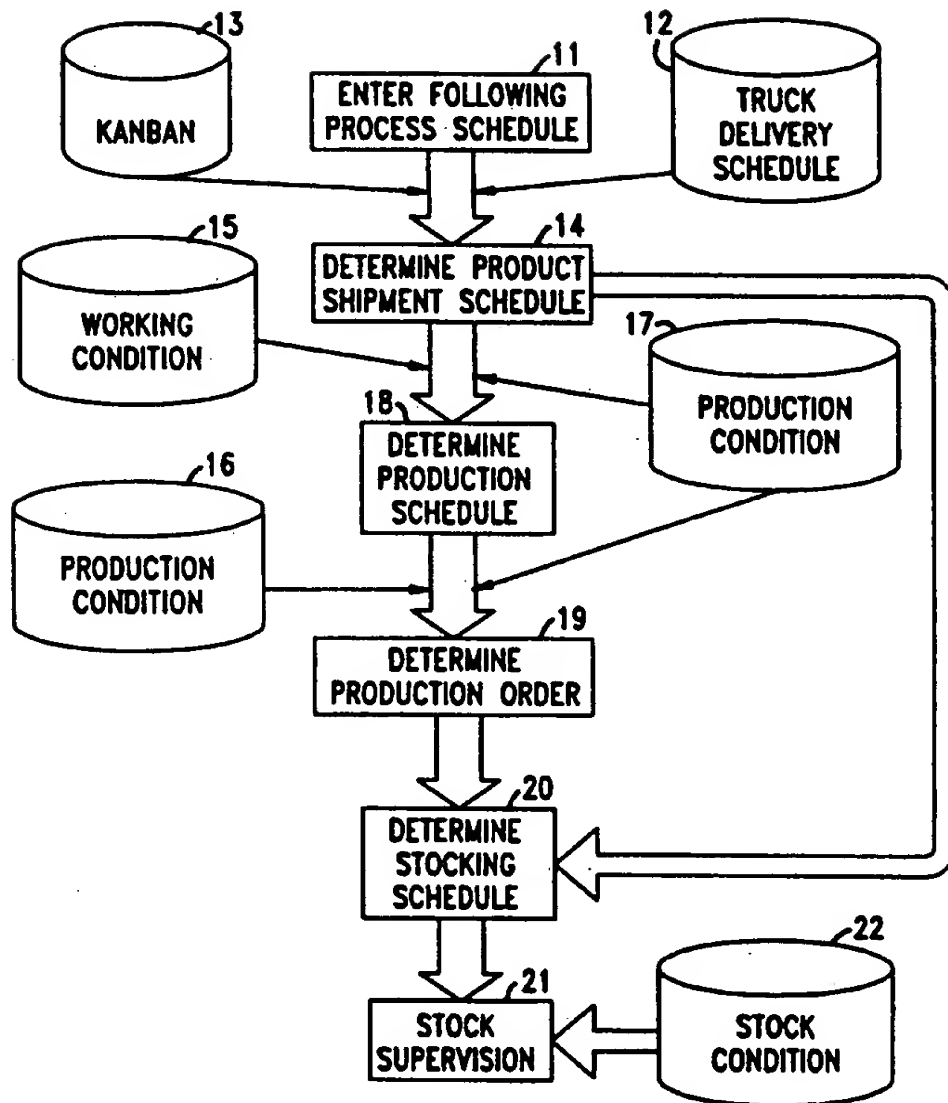 13
KANBAN
11
ENTER FOLLOWING
PROCESS SCHEDULE
12
TRUCK
DELIVERY
SCHEDULE
14
DETERMINE PRODUCT
SHIPMENT SCHEDULE
15
WORKING
CONDITION
17
PRODUCTION
CONDITION
18
DETERMINE
PRODUCTION
SCHEDULE
16
PRODUCTION
CONDITION
19
DETERMINE
PRODUCTION ORDER
20
DETERMINE
STOCKING
SCHEDULE
21
STOCK
SUPERVISION
22
STOCK
CONDITION